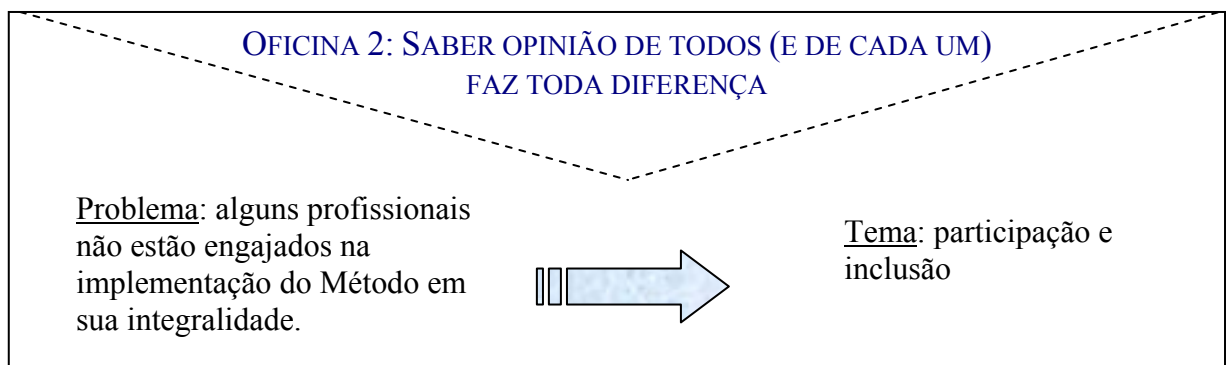 OFICINA 2: SABER OPINIÃO DE TODOS (E DE CADA UM)
FAZ TODA DIFERENÇA
Problema: alguns profissionais
não estão engajados na
implementação do Método em
sua integralidade.
Tema: participação e
inclusão